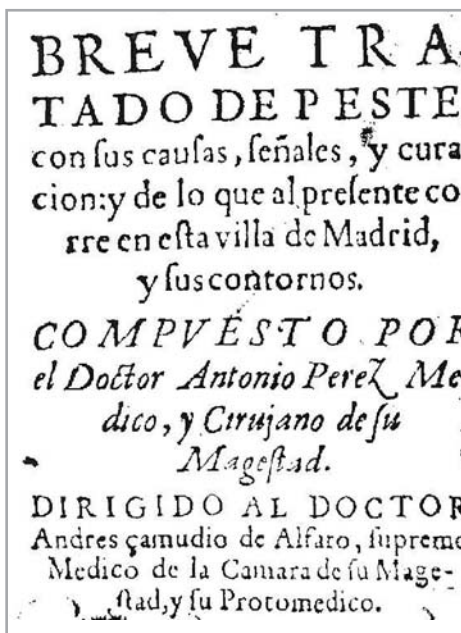 BREVE TRA
TADO DE PESTE
con ſus cauſas, ſeñales, y cura
cion: y de lo que al preſente co
rre en eſta villa de Madrid,
y ſus contornos.
COMPVESTO POR
el Doctor Antonio Perez Me
dico, y Cirujano de ſu
Mageſtad.
DIRIGIDO AL DOCTOR
Andres çamudio de Alfaro, ſupremo
Medico de la Camara de ſu Mage-
ſtad, y ſu Protomedico.